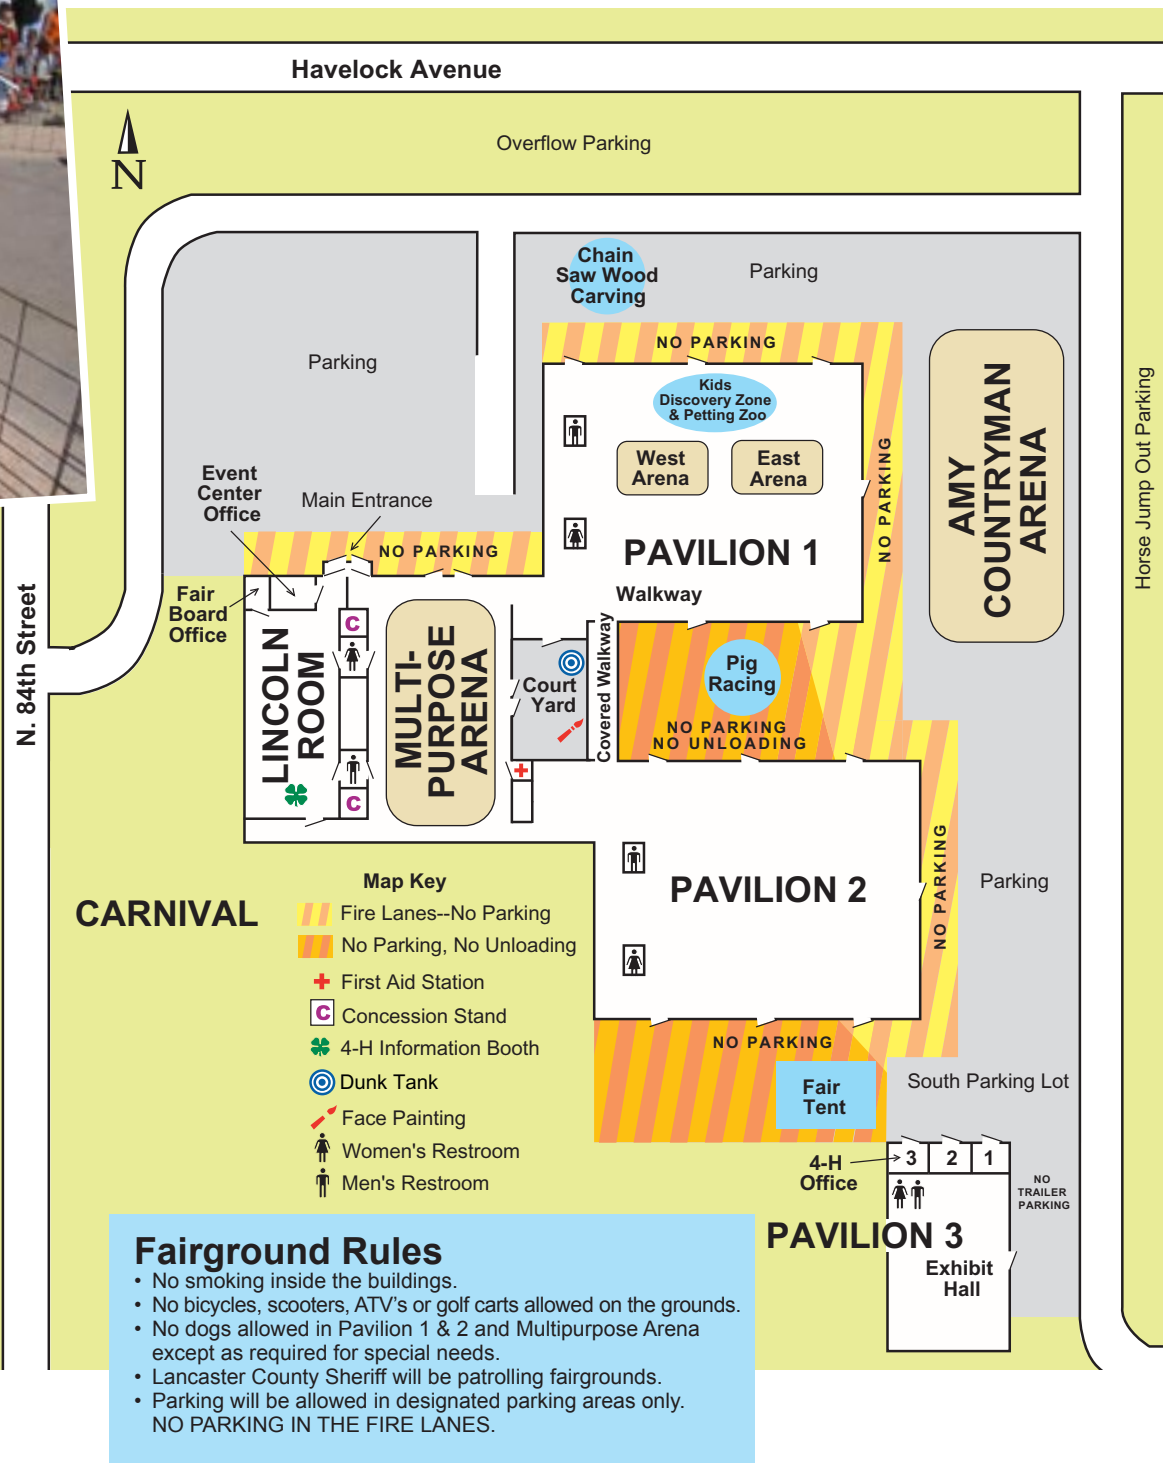 Havelock Avenue
Overflow Parking
N
Chain
Saw Wood
Carving
Parking
NO PARKING
Parking
Kids
Discovery Zone
& Petting Zoo
West
Arena
East
Arena
NO PARKING
AMY
COUNTRYMAN
ARENA
Horse Jump Out Parking
Event
Center
Office
Main Entrance
NO PARKING
PAVILION 1
Walkway
Fair
Board
Office
N. 84th Street
LINCOLN
ROOM
C
C
MULTI-
PURPOSE
ARENA
Court
Yard
Covered Walkway
Pig
Racing
NO PARKING
NO UNLOADING
PAVILION 2
NO PARKING
Parking
CARNIVAL
Map Key
Fire Lanes--No Parking
No Parking, No Unloading
First Aid Station
C Concession Stand
4-H Information Booth
Dunk Tank
Face Painting
Women's Restroom
Men's Restroom
NO PARKING
Fair
Tent
South Parking Lot
4-H
Office
3 2 1
NO
TRAILER
PARKING
PAVILION 3
Exhibit
Hall
Fairground Rules
• No smoking inside the buildings.
• No bicycles, scooters, ATV's or golf carts allowed on the grounds.
• No dogs allowed in Pavilion 1 & 2 and Multipurpose Arena
except as required for special needs.
• Lancaster County Sheriff will be patrolling fairgrounds.
• Parking will be allowed in designated parking areas only.
NO PARKING IN THE FIRE LANES.